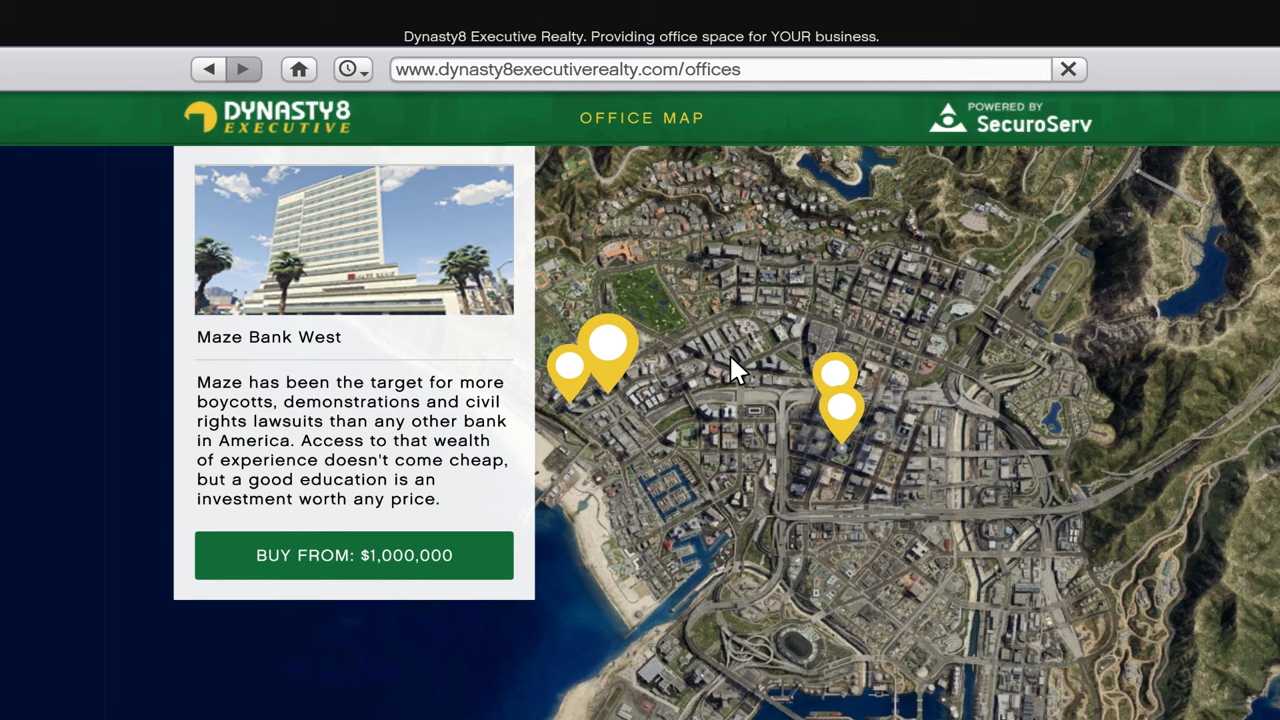 Dynasty8 Executive Realty. Providing office space for YOUR business.
www.dynasty8executiverealty.com/offices
DYNASTY8
EXECUTIVE
OFFICE MAP
POWERED BY
SecuroServ
MAZE BANK
Maze Bank West
Maze has been the target for more
boycotts, demonstrations and civil
rights lawsuits than any other bank
in America. Access to that wealth
of experience doesn't come cheap,
but a good education is an
investment worth any price.
BUY FROM: $1,000,000